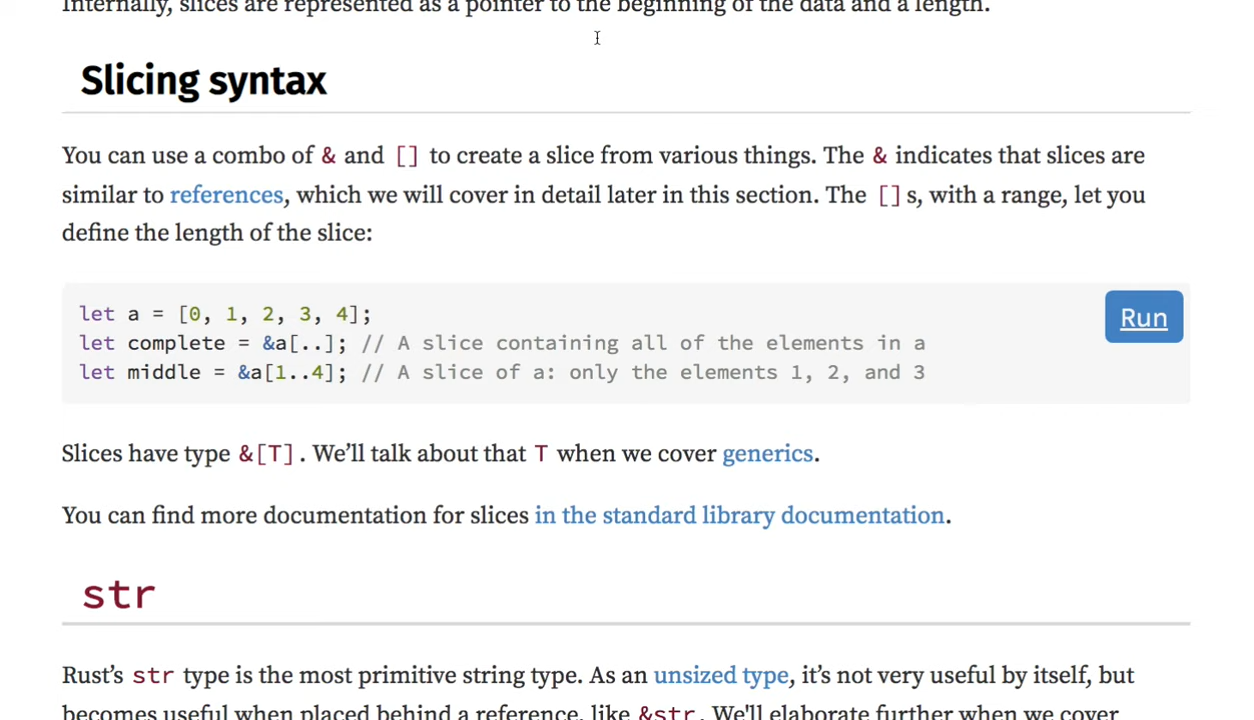 Internally, slices are represented as a pointer to the beginning of the data and a length.
Slicing syntax
You can use a combo of & and [] to create a slice from various things. The & indicates that slices are
similar to references, which we will cover in detail later in this section. The []s, with a range, let you
define the length of the slice:
let a = [0, 1, 2, 3, 4];
Run
let complete = &a[..]; // A slice containing all of the elements in a
let middle = &a[1..4]; // A slice of a: only the elements 1, 2, and 3
Slices have type &[T]. We’ll talk about that T when we cover generics.
You can find more documentation for slices in the standard library documentation.
str
Rust’s str type is the most primitive string type. As an unsized type, it’s not very useful by itself, but
becomes useful when placed behind a reference, like &str. We'll elaborate further when we cover